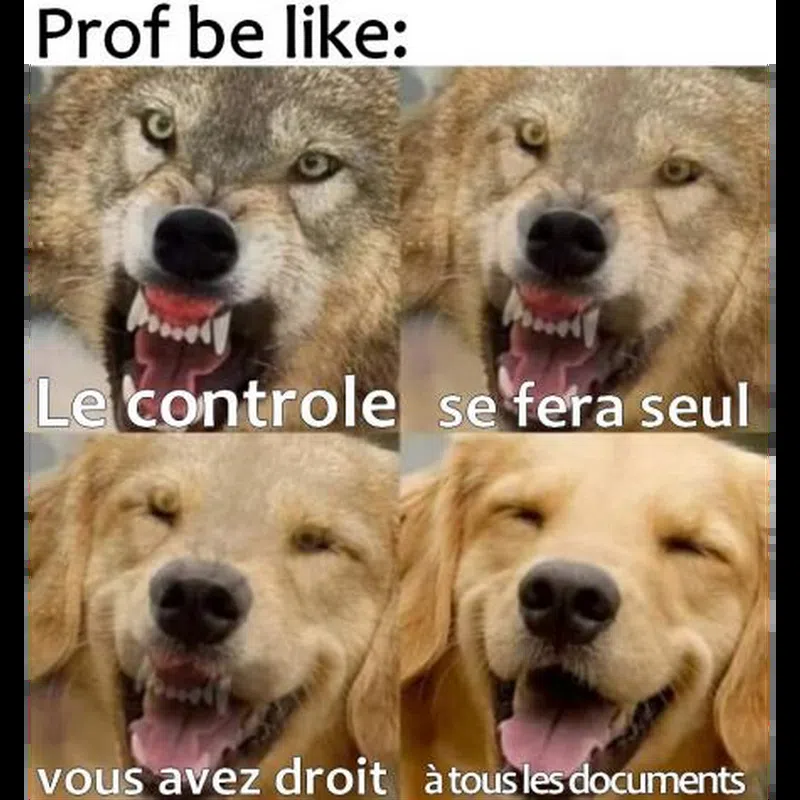 Prof be like:
Le controle
se fera seul
vous avez droit
à tous les documents